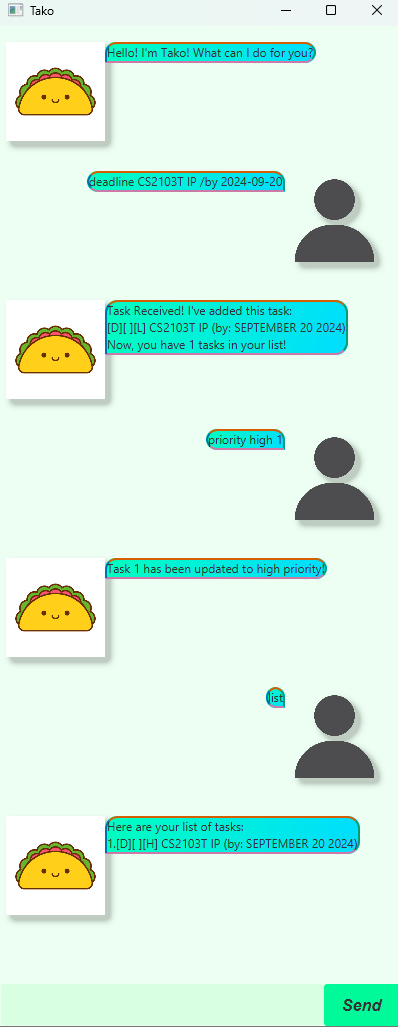 Tako
Hello! I'm Tako! What can I do for you?
deadline CS2103T IP /by 2024-09-20
Task Received! I've added this task:
[D][ ][L] CS2103T IP (by: SEPTEMBER 20 2024)
Now, you have 1 tasks in your list!
priority high 1
Task 1 has been updated to high priority!
list
Here are your list of tasks:
1.[D][ ][H] CS2103T IP (by: SEPTEMBER 20 2024)
Send